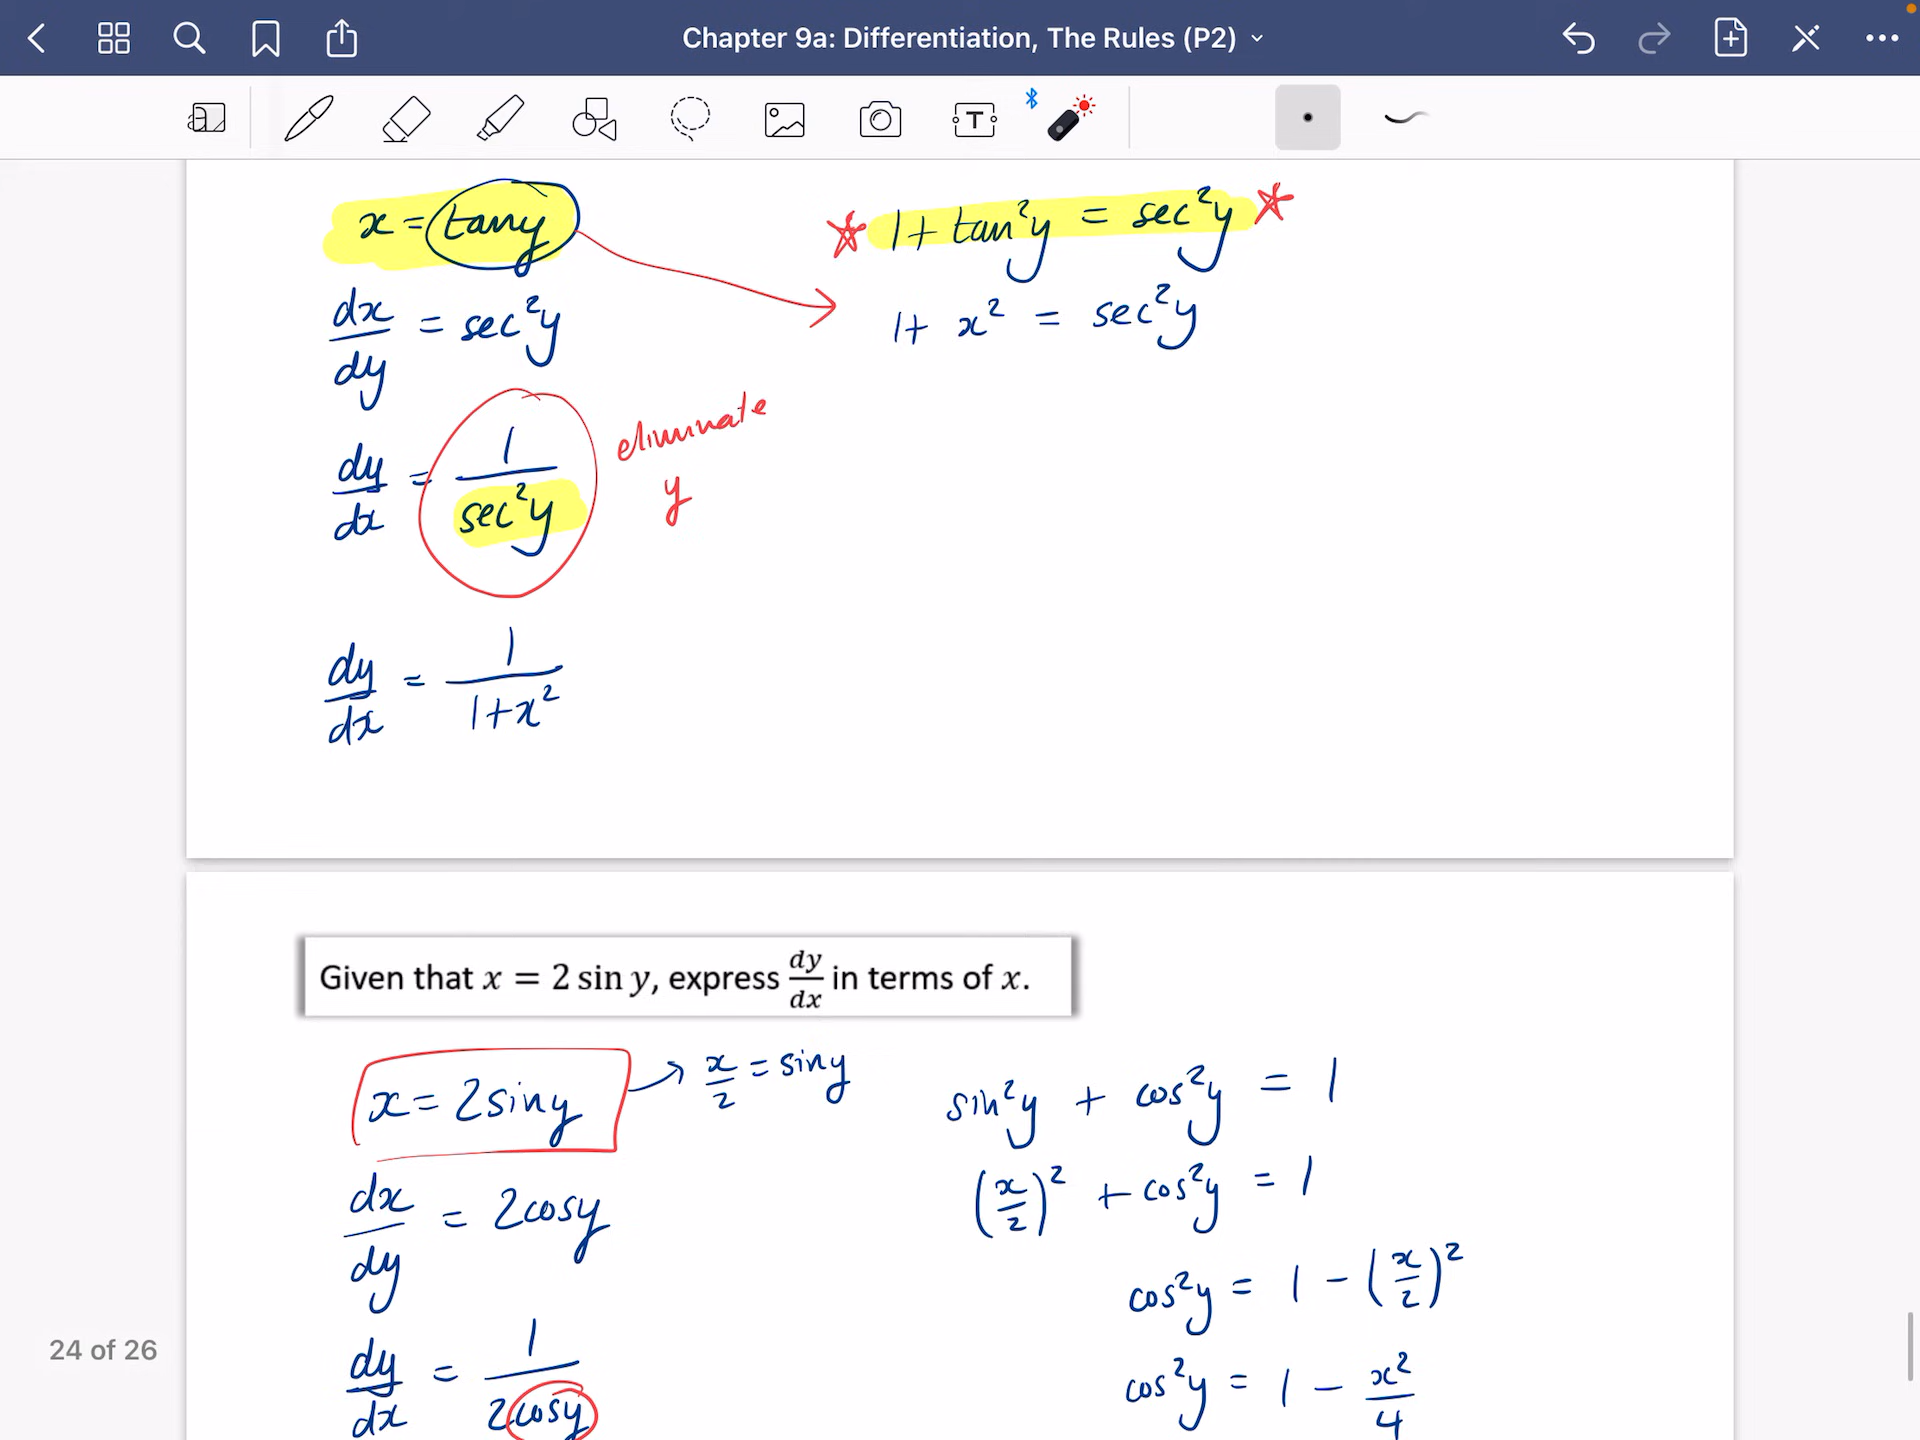 Chapter 9a: Differentiation, The Rules (P2)
x = tany
* 1 + tan²y = sec²y *
dx/dy = sec²y
1 + x² = sec²y
dy/dx = 1/sec²y
eliminate
y
dy/dx = 1/1+x²
Given that x = 2 sin y, express dy/dx in terms of x.
x = 2siny → x/2 = siny
sin²y + cos²y = 1
(x/2)² + cos²y = 1
dx/dy = 2cosy
cos²y = 1 - (x/2)²
dy/dx = 1/2cosy
cos²y = 1 - x²/4
24 of 26